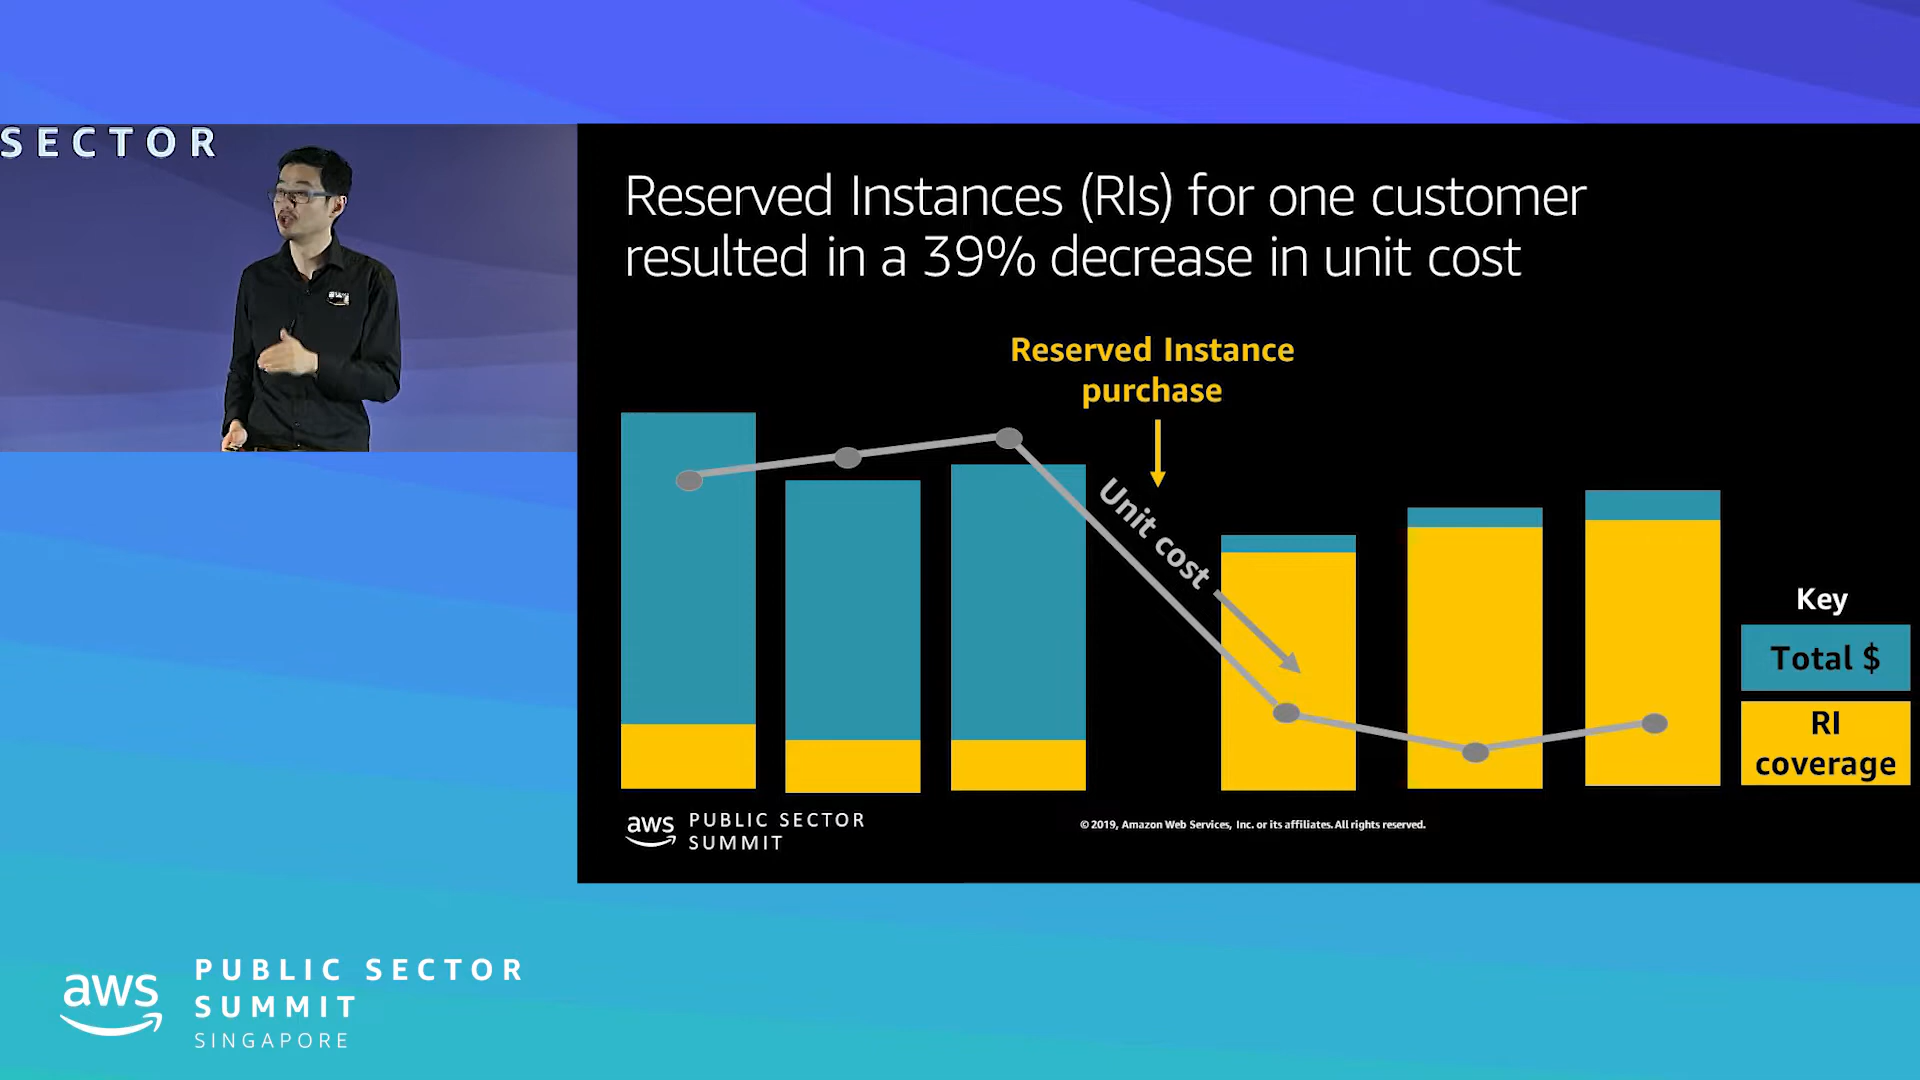 SECTOR
Reserved Instances (RIs) for one customer
resulted in a 39% decrease in unit cost
Reserved Instance
purchase
Unit cost
Key
Total $
RI
coverage
aws
PUBLIC SECTOR
SUMMIT
© 2019, Amazon Web Services, Inc. or its affiliates. All rights reserved.
aws
PUBLIC SECTOR
SUMMIT
SINGAPORE